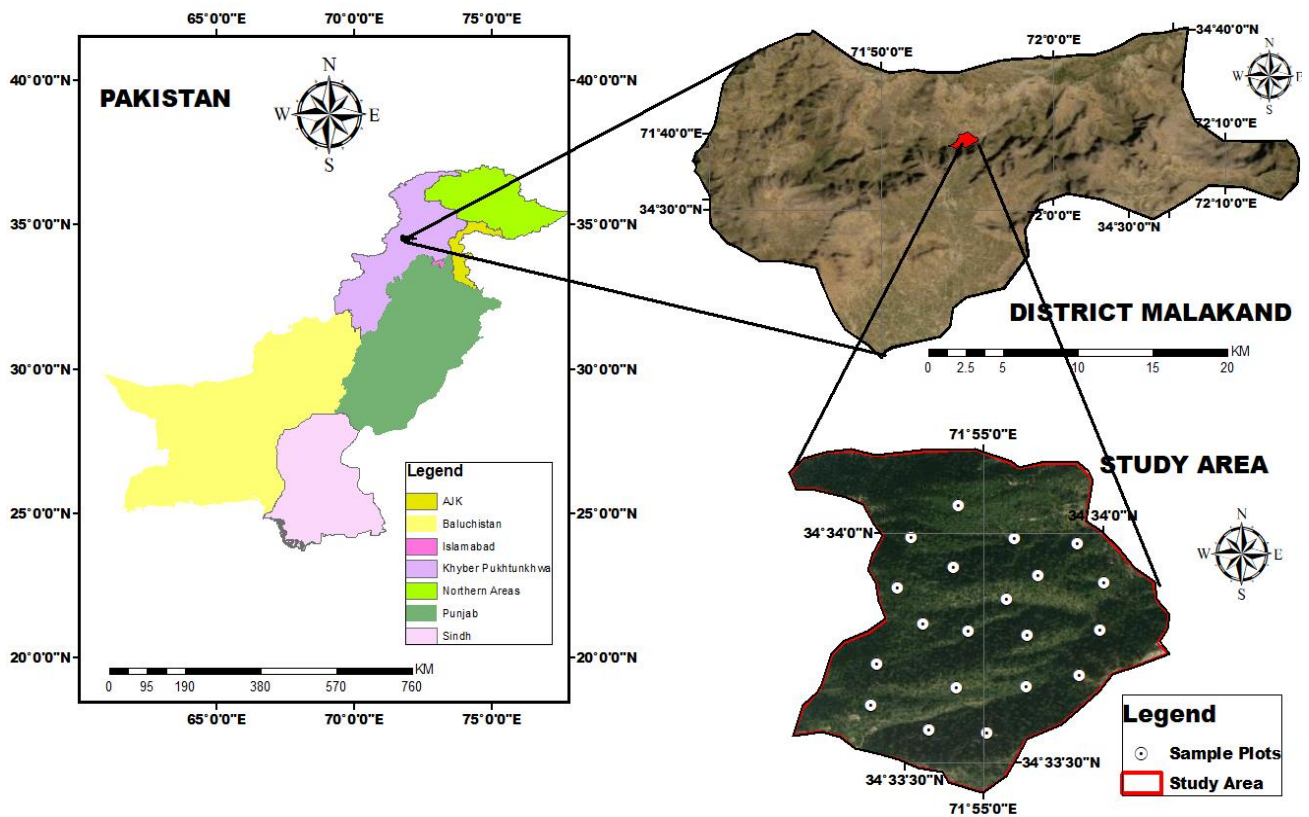 65°0'0"E 70°0'0"E 75°0'0"E
40°0'0"N 40°0'0"N
PAKISTAN
N
W E
S
35°0'0"N 35°0'0"N
30°0'0"N 30°0'0"N
25°0'0"N 25°0'0"N
20°0'0"N 20°0'0"N
Legend
AJK
Baluchistan
Islamabad
Khyber Pukhtunkhwa
Northern Areas
Punjab
Sindh
KM
0 95 190 380 570 760
65°0'0"E 70°0'0"E 75°0'0"E
71°50'0"E 72°0'0"E 34°40'0"N
N
W E
S
71°40'0"E 72°10'0"E
34°30'0"N 72°0'0"E 34°30'0"N 72°10'0"E
DISTRICT MALAKAND
KM
0 2.5 5 10 15 20
71°55'0"E
STUDY AREA
34°34'0"N 34°34'0"N
N
W E
S
34°33'30"N 34°33'30"N
71°55'0"E
Legend
Sample Plots
Study Area